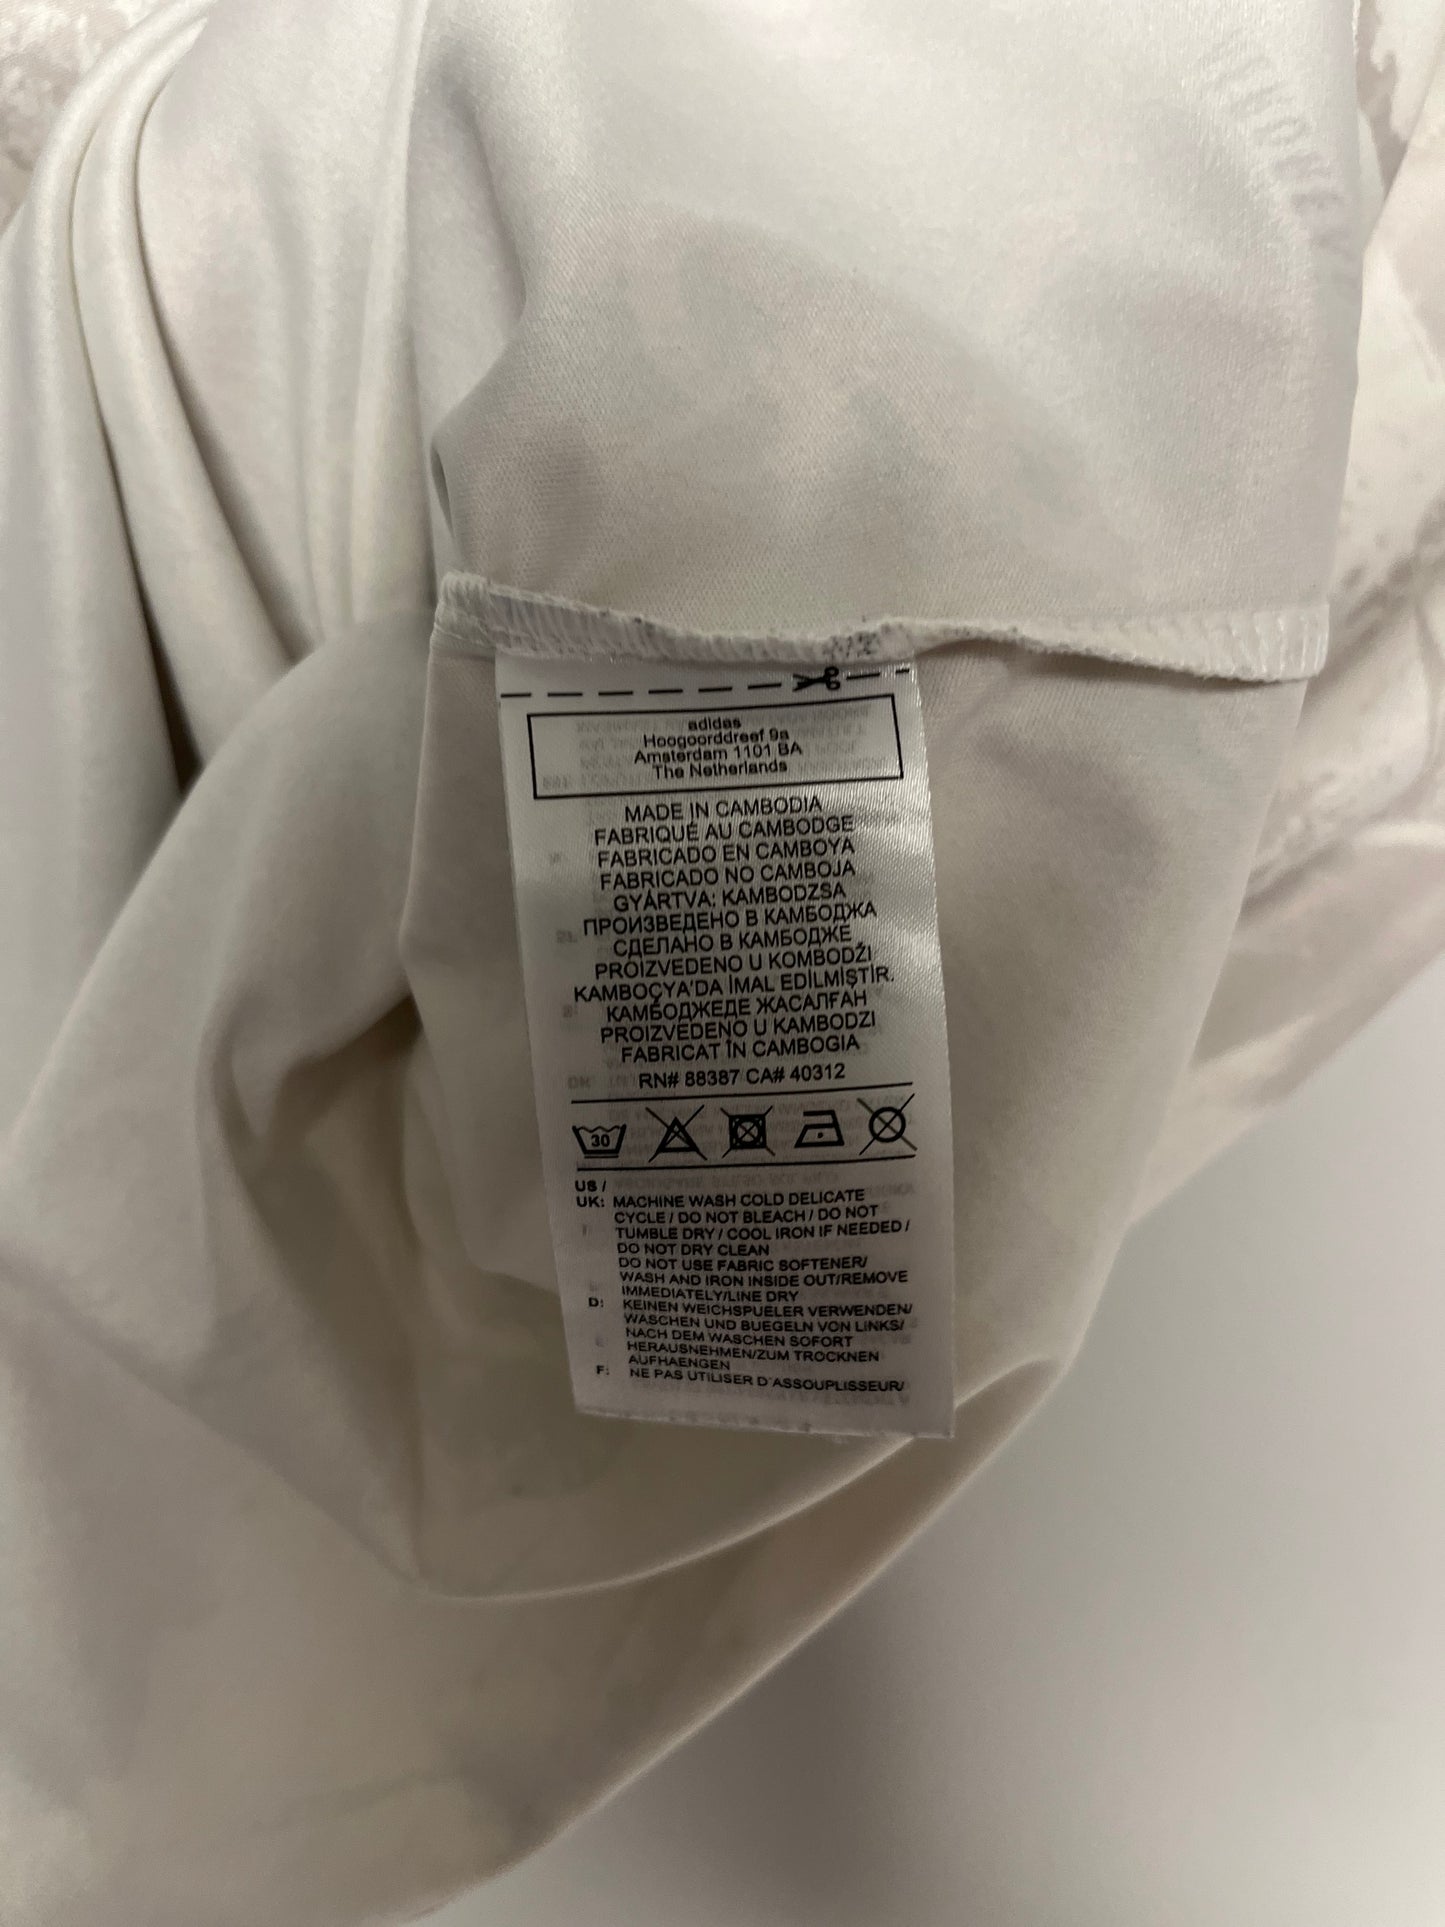 adidas
Hoogoorddreef 9a
Amsterdam 1101 BA
The Netherlands
MADE IN CAMBODIA
FABRIQUÉ AU CAMBODGE
FABRICADO EN CAMBOYA
FABRICADO NO CAMBOJA
GYÁRTVA: KAMBODZSA
ПРОИЗВЕДЕНО В КАМБОДЖА
СДЕЛАНО В КАМБОДЖЕ
PROIZVEDENO U KOMBODŽI
KAMBOÇYA'DA İMAL EDİLMİŞTİR.
КАМБОДЖЕДЕ ЖАСАЛҒАН
PROIZVEDENO U KAMBODZI
FABRICAT ÎN CAMBOGIA
RN# 88387 CA# 40312
30
US /
UK: MACHINE WASH COLD DELICATE
CYCLE / DO NOT BLEACH / DO NOT
TUMBLE DRY / COOL IRON IF NEEDED /
DO NOT DRY CLEAN
DO NOT USE FABRIC SOFTENER/
WASH AND IRON INSIDE OUT/REMOVE
IMMEDIATELY/LINE DRY
D: KEINEN WEICHSPUELER VERWENDEN/
WASCHEN UND BUEGELN VON LINKS/
NACH DEM WASCHEN SOFORT
HERAUSNEHMEN/ZUM TROCKNEN
AUFHAENGEN
F: NE PAS UTILISER D'ASSOUPLISSEUR/